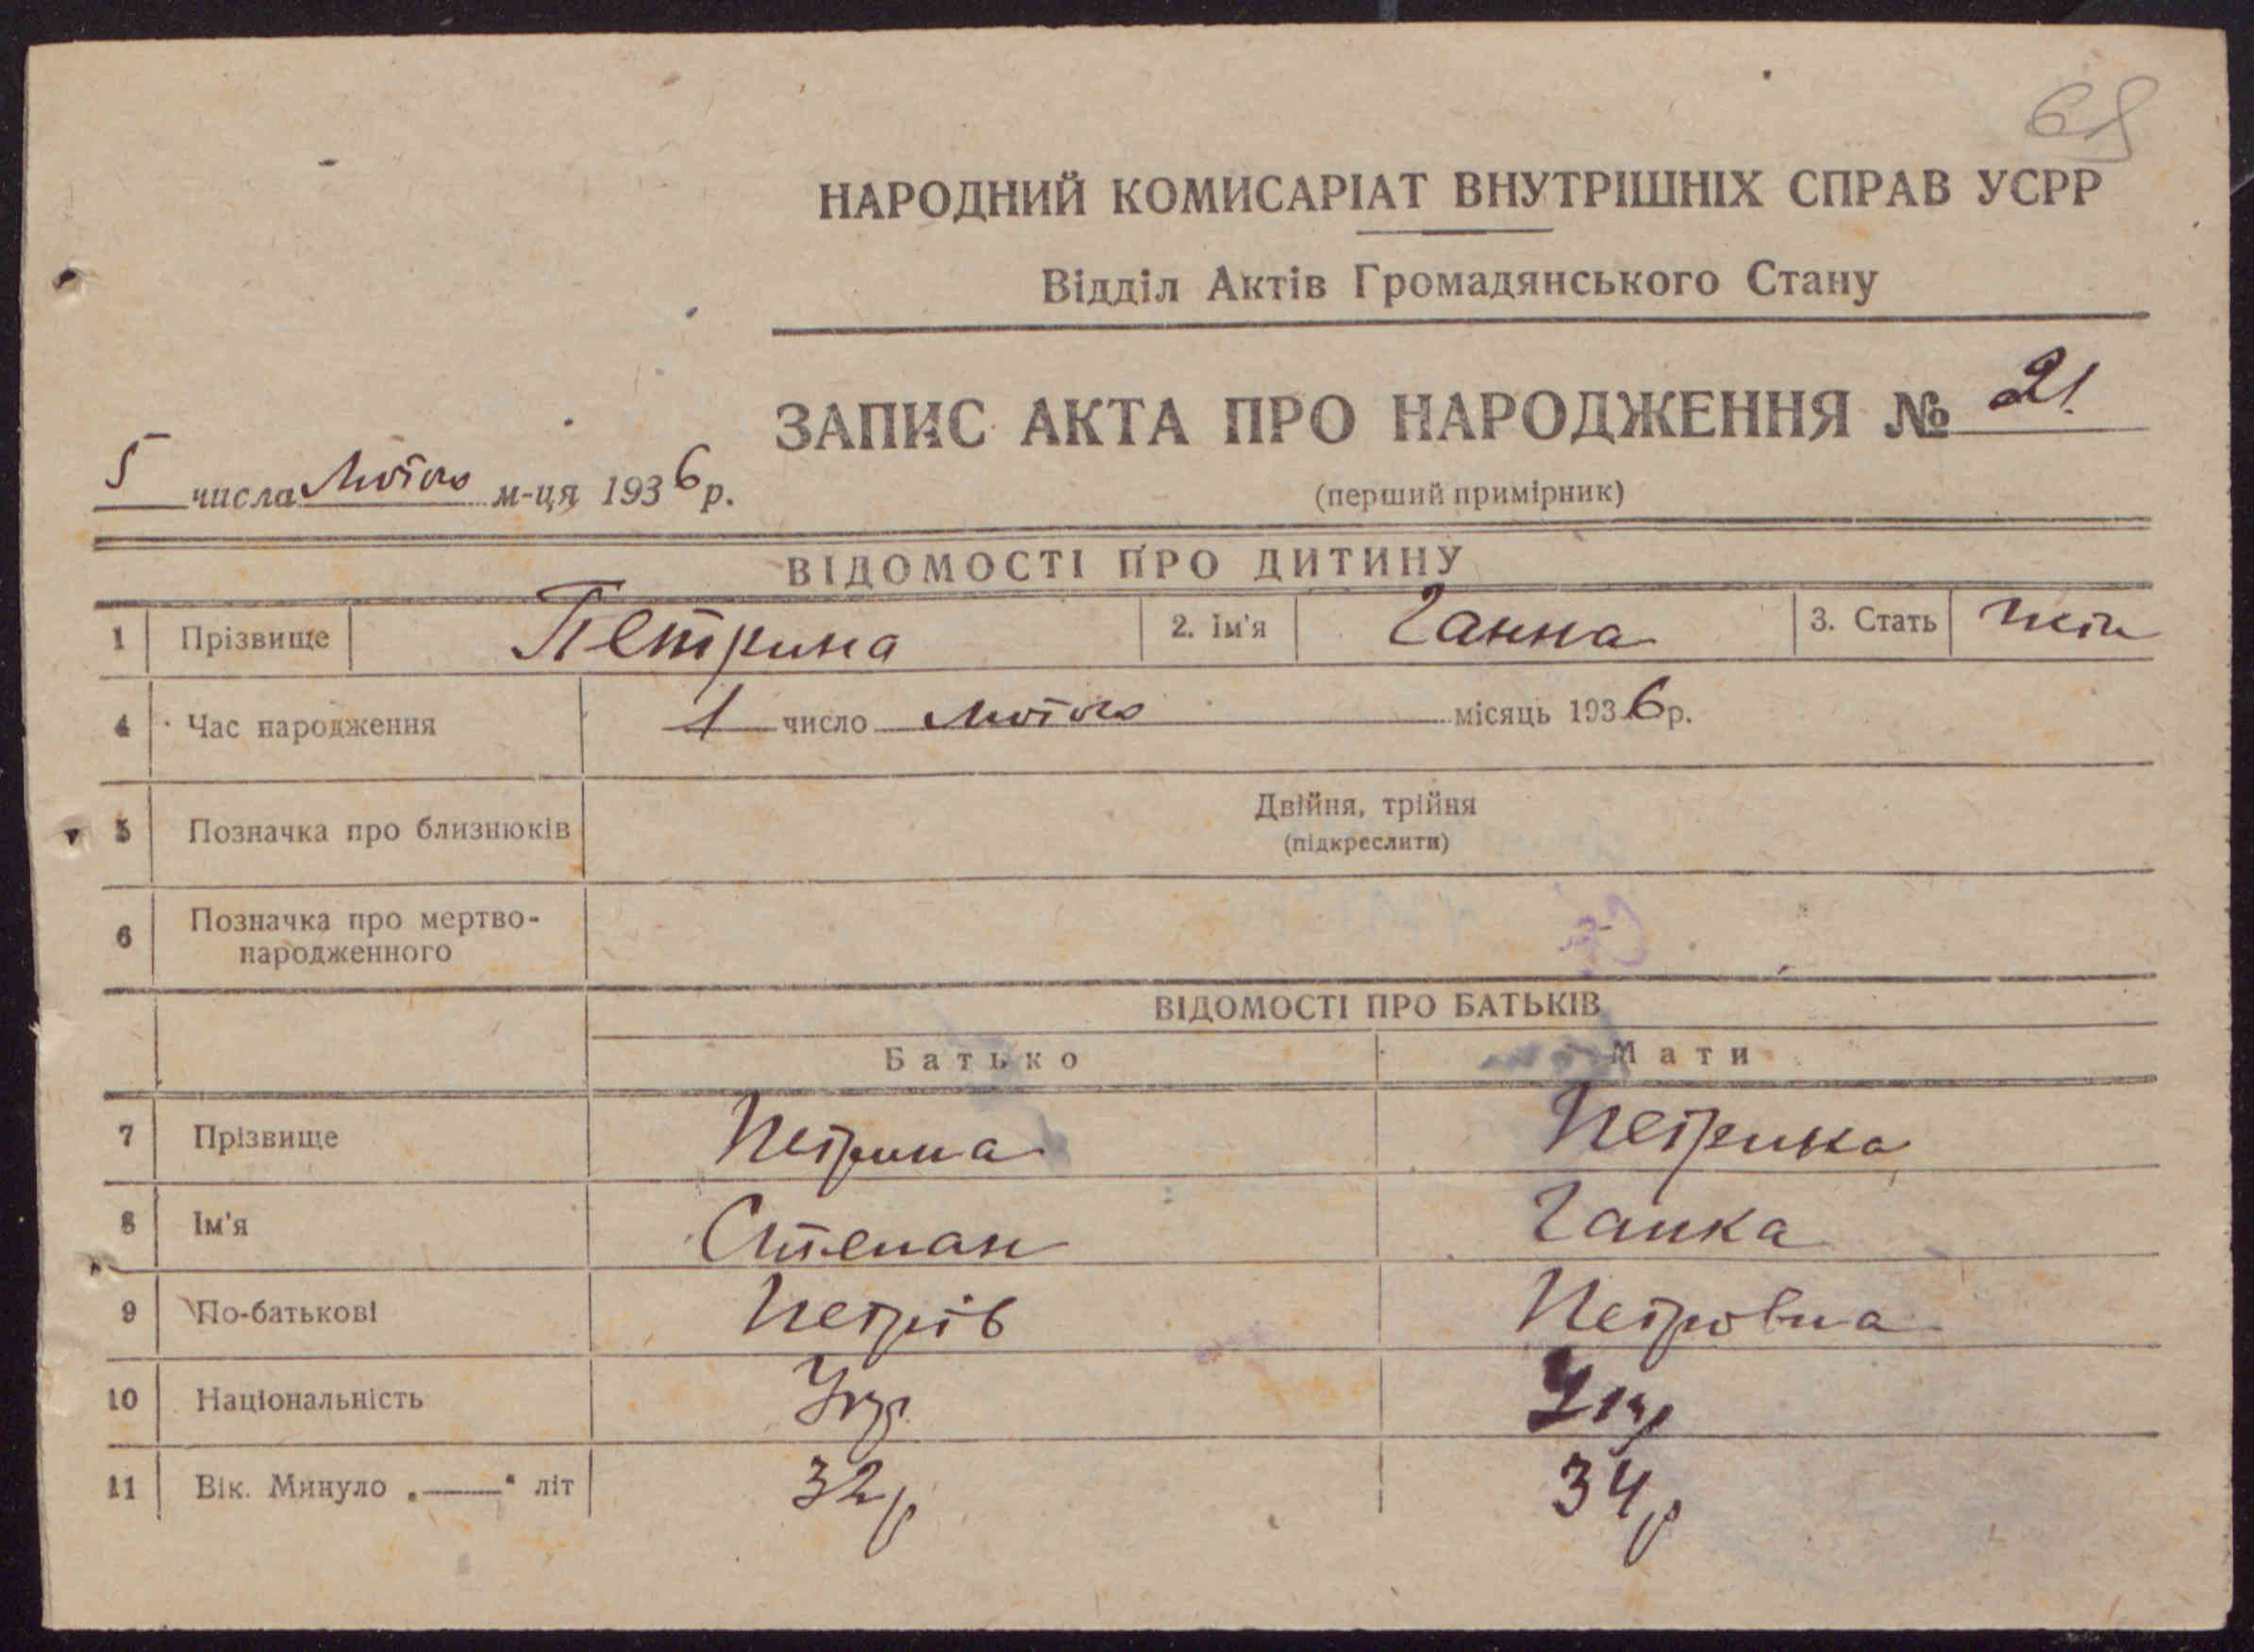 68
НАРОДНИЙ КОМИСАРІАТ ВНУТРІШНІХ СПРАВ УСРР
Відділ Актів Громадянського Стану
ЗАПИС АКТА ПРО НАРОДЖЕННЯ № 21.
5 числа Лютого м-ця 1936 р.
(перший примірник)
ВІДОМОСТІ ПРО ДИТИНУ
1 Прізвище Петрина 2. Ім'я Ганна 3. Стать жін
4 Час народження 1 число Лютого місяць 1936 р.
5 Позначка про близнюків Двійня, трійня
(підкреслити)
6 Позначка про мертво-
народженного
ВІДОМОСТІ ПРО БАТЬКІВ
Батько Мати
7 Прізвище Петрина Петрина
8 Ім'я Степан Ганка
9 По-батькові Петрів Петровна
10 Національність Укр Укр
11 Вік. Минуло „——“ літ 32 р 34 р